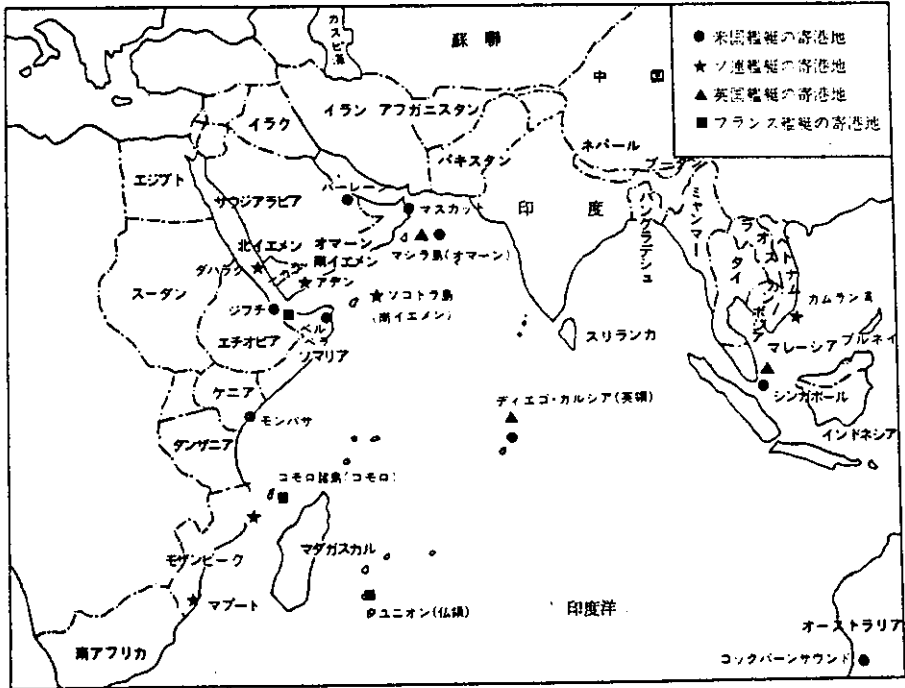 カスピ海
蘇聯
中国
● 米国艦艇の寄港地
★ ソ連艦艇の寄港地
▲ 英国艦艇の寄港地
■ フランス艦艇の寄港地
イラク
イラン
アフガニスタン
パキスタン
ネパール
ブータン
エジプト
サウジアラビア
バーレーン
マスカット
印度
バングラデシュ
ミャンマー
ラオス
タイ
カンボジア
ベトナム
カムラン湾
北イエメン
オマーン
南イエメン
マシラ島(オマーン)
ダハラク
アデン
スーダン
ソコトラ島
(南イエメン)
ジブチ
ベルベラ
エチオピア
ソマリア
スリランカ
マレーシア
ブルネイ
シンガポール
インドネシア
ケニア
モンバサ
タンザニア
ディエゴ・カルシア(英領)
コモロ諸島(コモロ)
マダガスカル
モザンビーク
マプート
印度洋
オーストラリア
南アフリカ
コックバーンサウンド